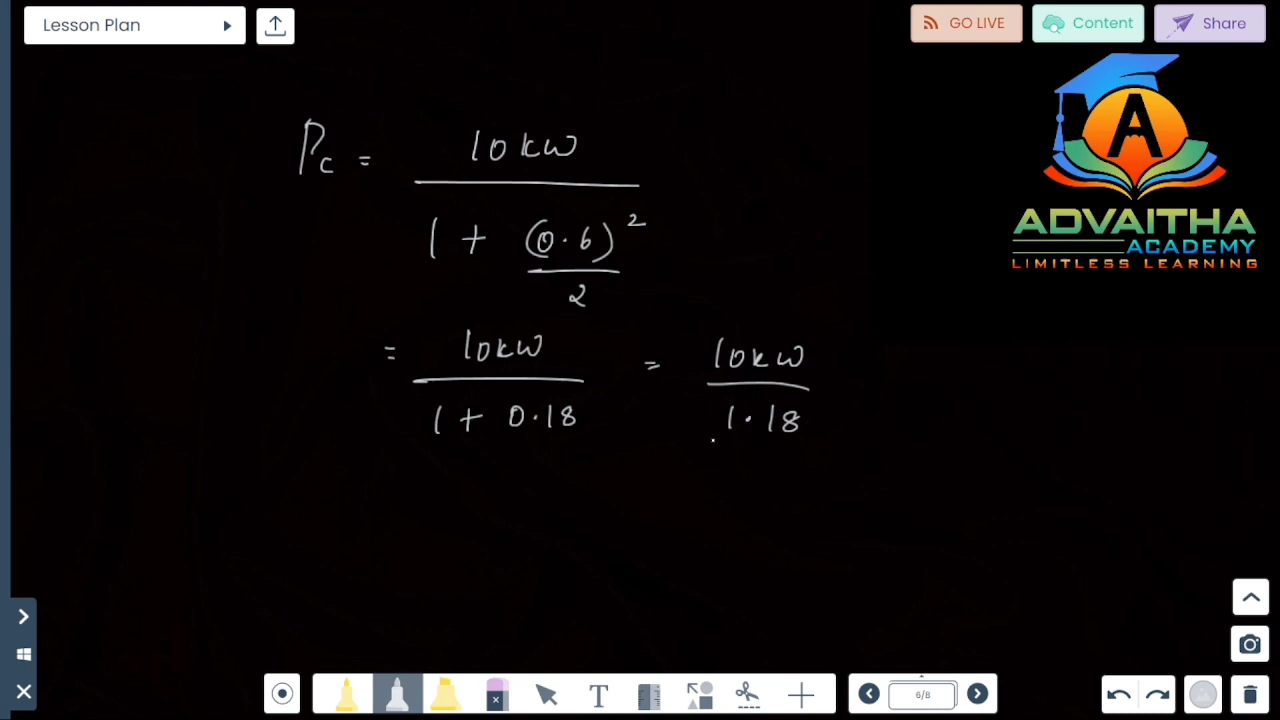 Lesson Plan
GO LIVE
Content
Share
A
ADVAITHA
ACADEMY
LIMITLESS LEARNING
Pc = 10kw
1 + (0.6)²
2
= 10kw = 10kw
1 + 0.18 1.18
T
6/8